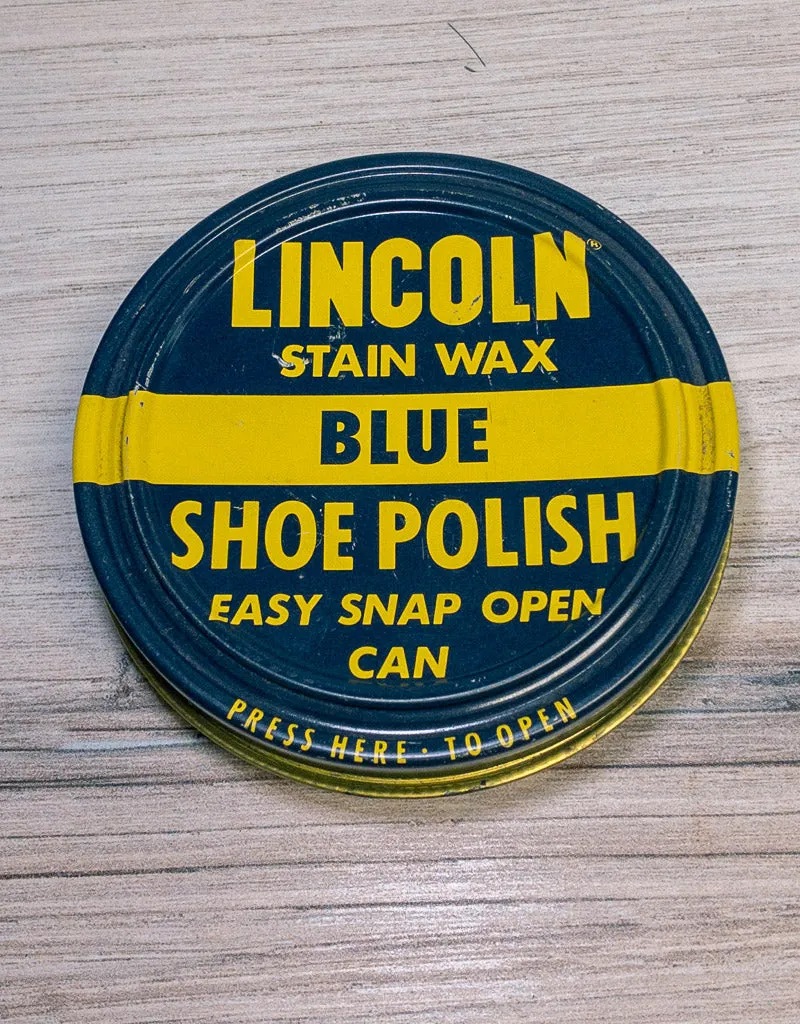 LINCOLN®
STAIN WAX
BLUE
SHOE POLISH
EASY SNAP OPEN
CAN
PRESS HERE · TO OPEN